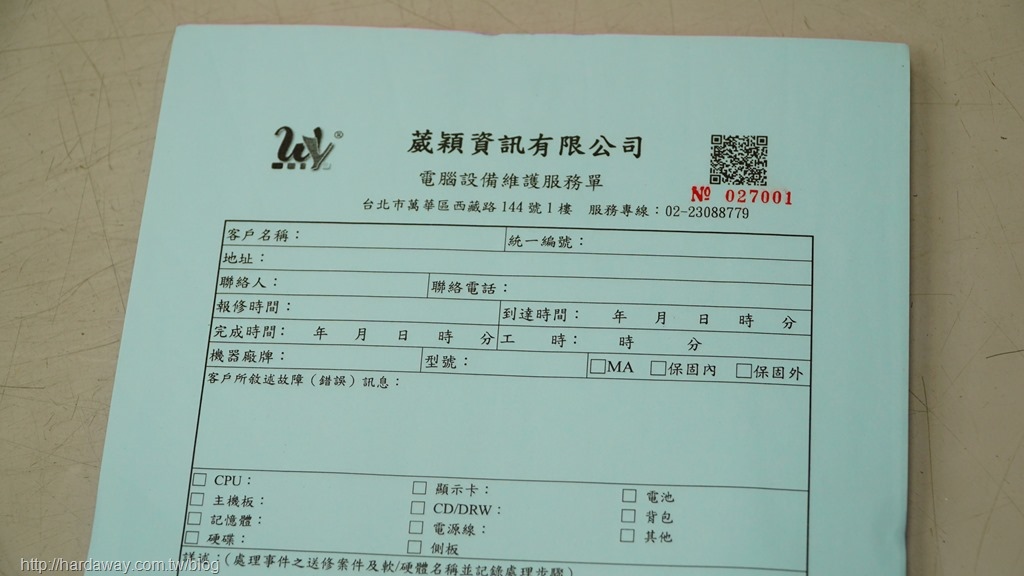 wy®
葳穎資訊有限公司
電腦設備維護服務單
№ 027001
台北市萬華區西藏路144號1樓 服務專線：02-23088779
客戶名稱： 統一編號：
地址：
聯絡人： 聯絡電話：
報修時間： 到達時間： 年 月 日 時 分
完成時間： 年 月 日 時 分 工 時： 時 分
機器廠牌： 型號： □MA □保固內 □保固外
客戶所敘述故障（錯誤）訊息：
□ CPU： □ 顯示卡： □ 電池
□ 主機板： □ CD/DRW： □ 背包
□ 記憶體： □ 電源線： □ 其他
□ 硬碟： □ 側板
詳述：(處理事件之送修案件及軟/硬體名稱並記錄處理步驟)
http://hardaway.com.tw/blog